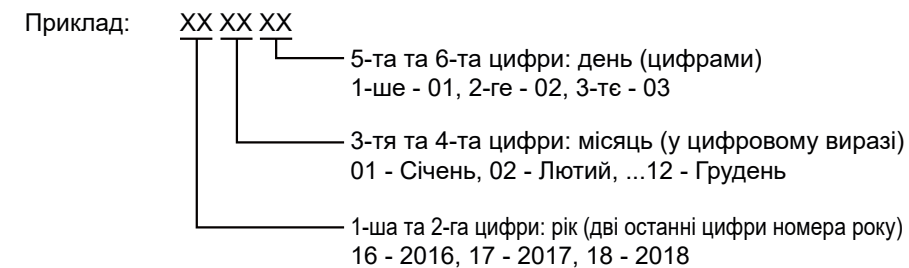 Приклад: XX XX XX
5-та та 6-та цифри: день (цифрами)
1-ше - 01, 2-ге - 02, 3-тє - 03
3-тя та 4-та цифри: місяць (у цифровому виразі)
01 - Січень, 02 - Лютий, ...12 - Грудень
1-ша та 2-га цифри: рік (дві останні цифри номера року)
16 - 2016, 17 - 2017, 18 - 2018